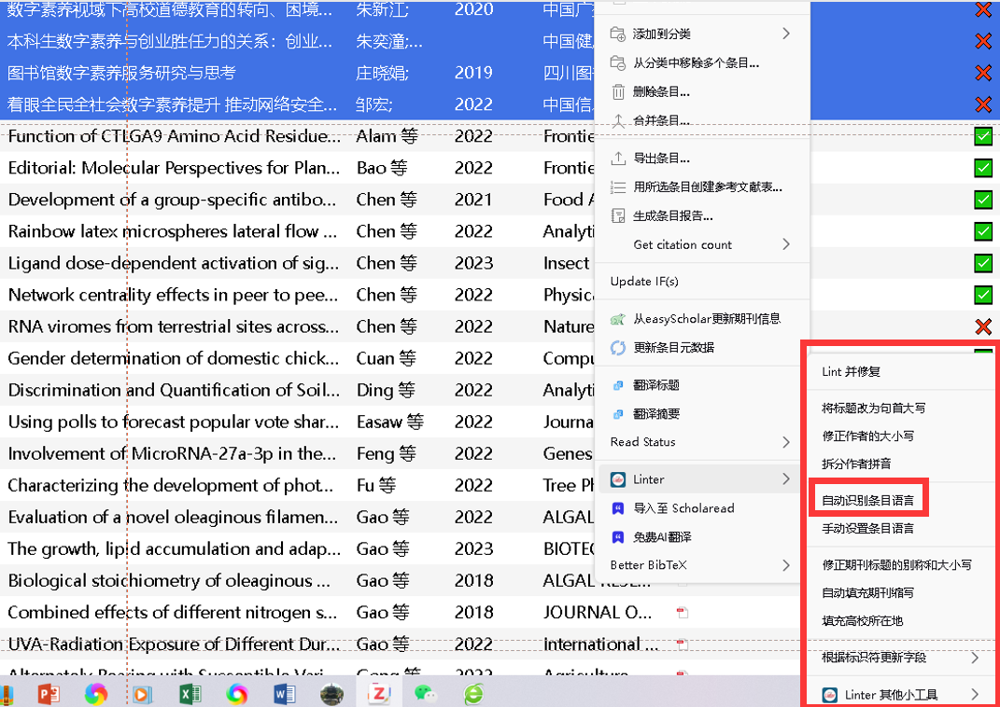 数字素养视域下高校道德教育的转向、困境... 朱新江; 2020 中国广
本科生数字素养与创业胜任力的关系：创业... 朱奕潼;... 中国健
图书馆数字素养服务研究与思考 庄晓娟; 2019 四川图
着眼全民全社会数字素养提升 推动网络安全... 邹宏; 2022 中国信
Function of CTLGA9 Amino Acid Residue... Alam 等 2022 Frontie
Editorial: Molecular Perspectives for Plan... Bao 等 2022 Frontie
Development of a group-specific antibo... Chen 等 2021 Food A
Rainbow latex microspheres lateral flow ... Chen 等 2022 Analyti
Ligand dose-dependent activation of sig... Chen 等 2023 Insect
Network centrality effects in peer to pee... Chen 等 2022 Physica
RNA viromes from terrestrial sites across... Chen 等 2022 Nature
Gender determination of domestic chick... Cuan 等 2022 Compu
Discrimination and Quantification of Soil... Ding 等 2022 Analyti
Using polls to forecast popular vote shar... Easaw 等 2022 Journa
Involvement of MicroRNA-27a-3p in the... Feng 等 2022 Genes
Characterizing the development of phot... Fu 等 2022 Tree Ph
Evaluation of a novel oleaginous filamen... Gao 等 2022 ALGAL
The growth, lipid accumulation and adap... Gao 等 2023 BIOTEC
Biological stoichiometry of oleaginous ... Gao 等 2018 ALGAL RESE...
Combined effects of different nitrogen s... Gao 等 2018 JOURNAL O...
UVA-Radiation Exposure of Different Dur... Gao 等 2022 International ...
添加到分类
从分类中移除多个条目...
删除条目...
合并条目...
导出条目...
用所选条目创建参考文献表...
生成条目报告...
Get citation count
Update IF(s)
从easyScholar更新期刊信息
更新条目元数据
翻译标题
翻译摘要
Read Status
Linter
导入至 Scholaread
免费AI翻译
Better BibTeX
Lint 并修复
将标题改为句首大写
修正作者的大小写
拆分作者拼音
自动识别条目语言
手动设置条目语言
修正期刊标题的别称和大小写
自动填充期刊缩写
填充高校所在地
根据标识符更新字段
Linter 其他小工具